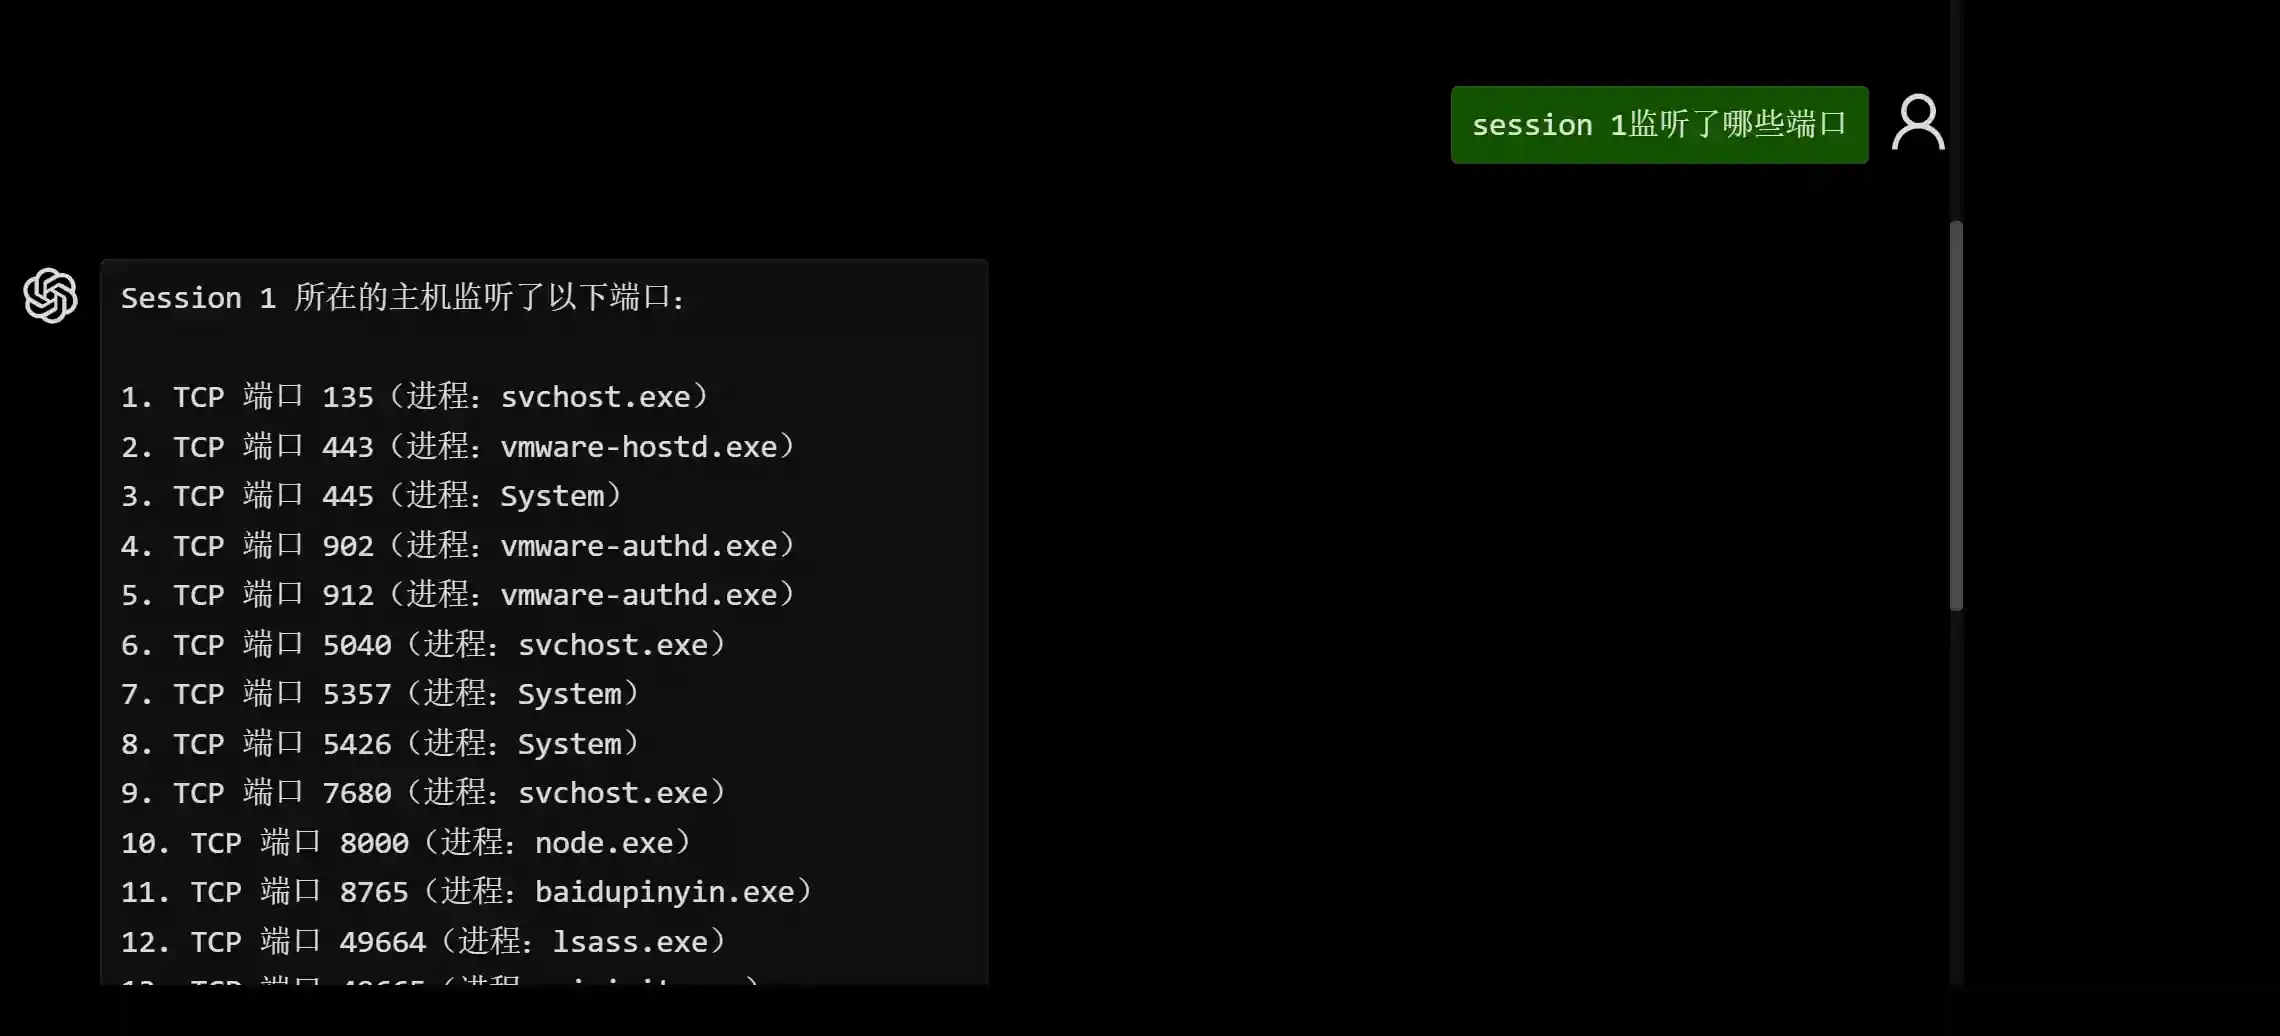 session 1监听了哪些端口
Session 1 所在的主机监听了以下端口：
1. TCP 端口 135（进程：svchost.exe）
2. TCP 端口 443（进程：vmware-hostd.exe）
3. TCP 端口 445（进程：System）
4. TCP 端口 902（进程：vmware-authd.exe）
5. TCP 端口 912（进程：vmware-authd.exe）
6. TCP 端口 5040（进程：svchost.exe）
7. TCP 端口 5357（进程：System）
8. TCP 端口 5426（进程：System）
9. TCP 端口 7680（进程：svchost.exe）
10. TCP 端口 8000（进程：node.exe）
11. TCP 端口 8765（进程：baidupinyin.exe）
12. TCP 端口 49664（进程：lsass.exe）